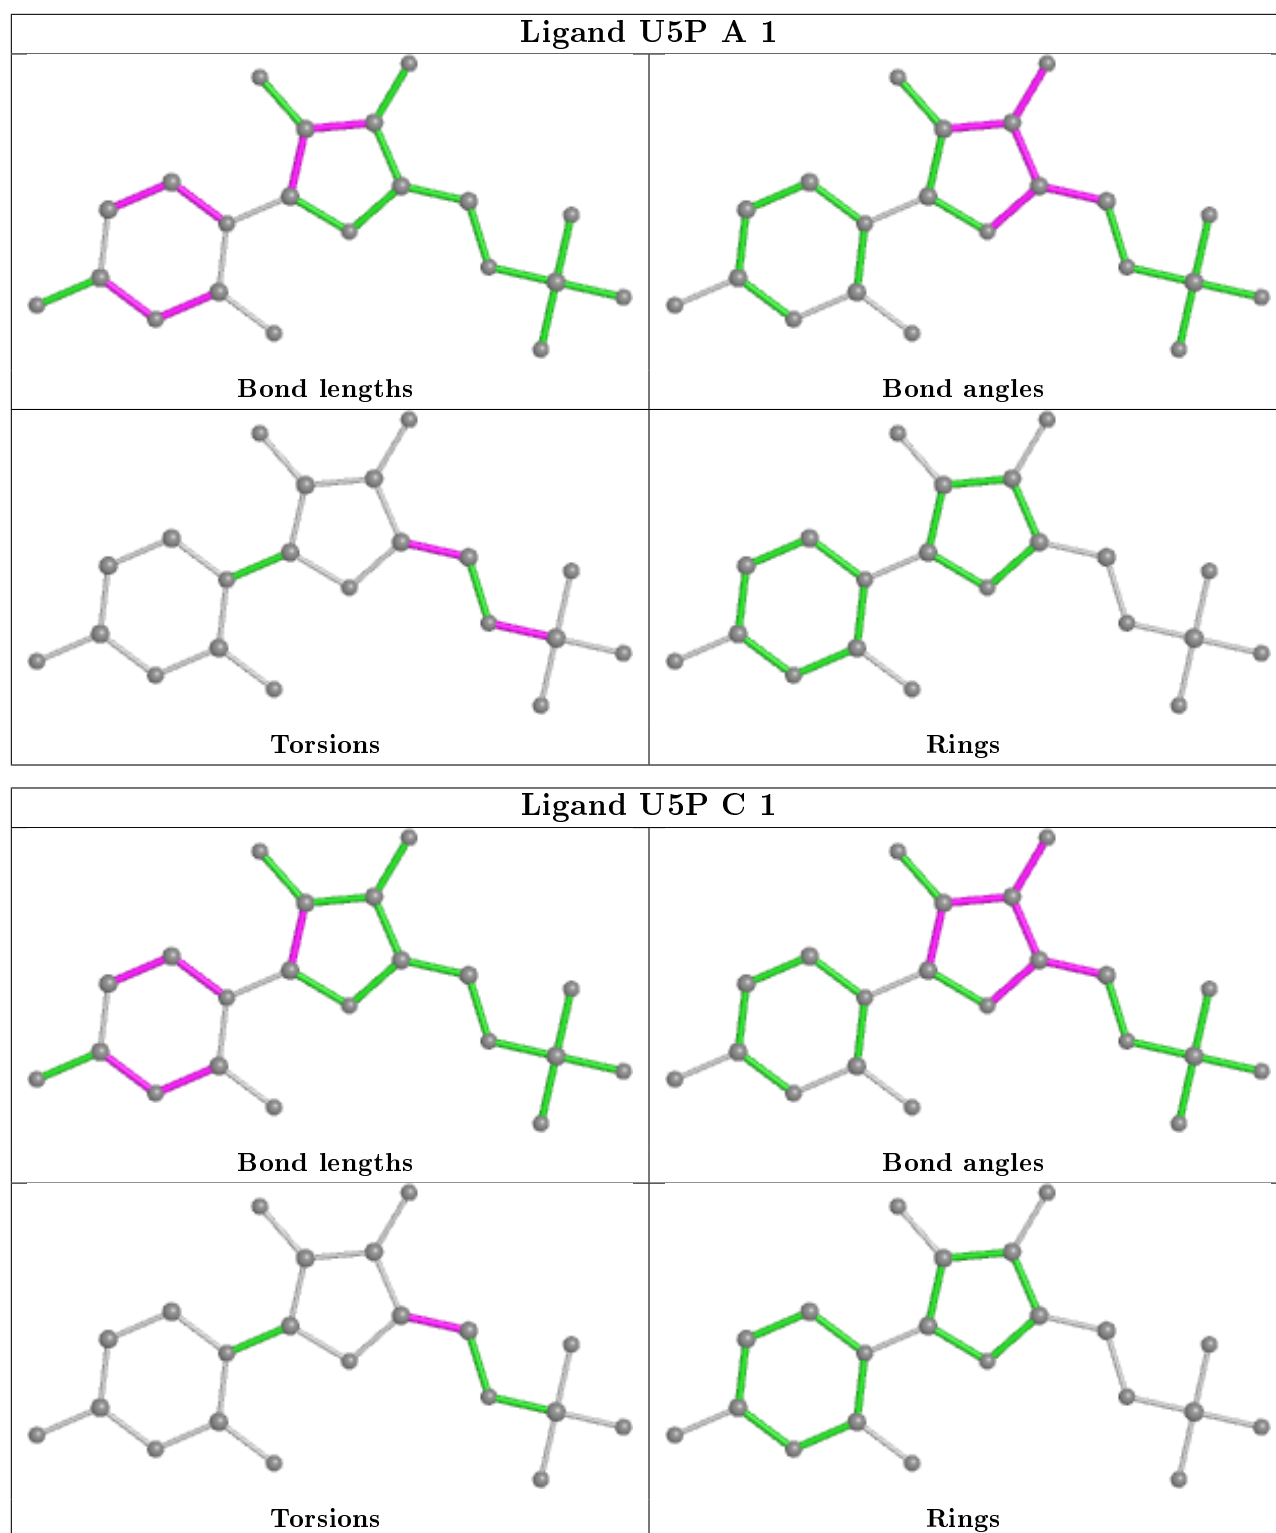 Ligand U5P A 1
Bond lengths
Bond angles
Torsions
Rings
Ligand U5P C 1
Bond lengths
Bond angles
Torsions
Rings